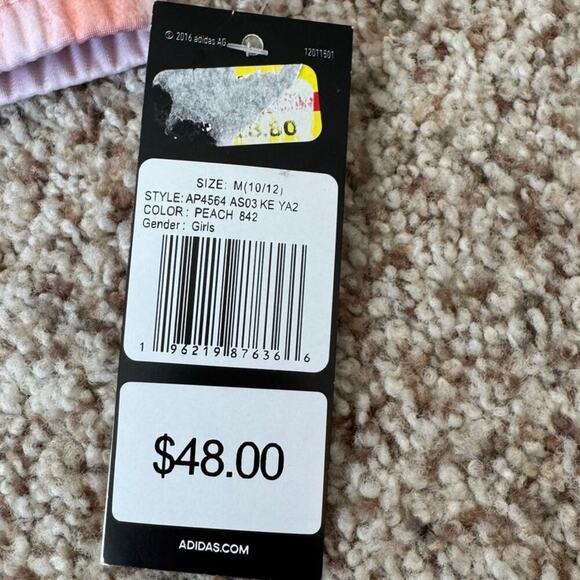 © 2016 adidas AG
12011501
SIZE: M(10/12)
STYLE: AP4564 AS03 KE YA2
COLOR: PEACH 842
Gender: Girls
1 96219 87636 6
$48.00
ADIDAS.COM